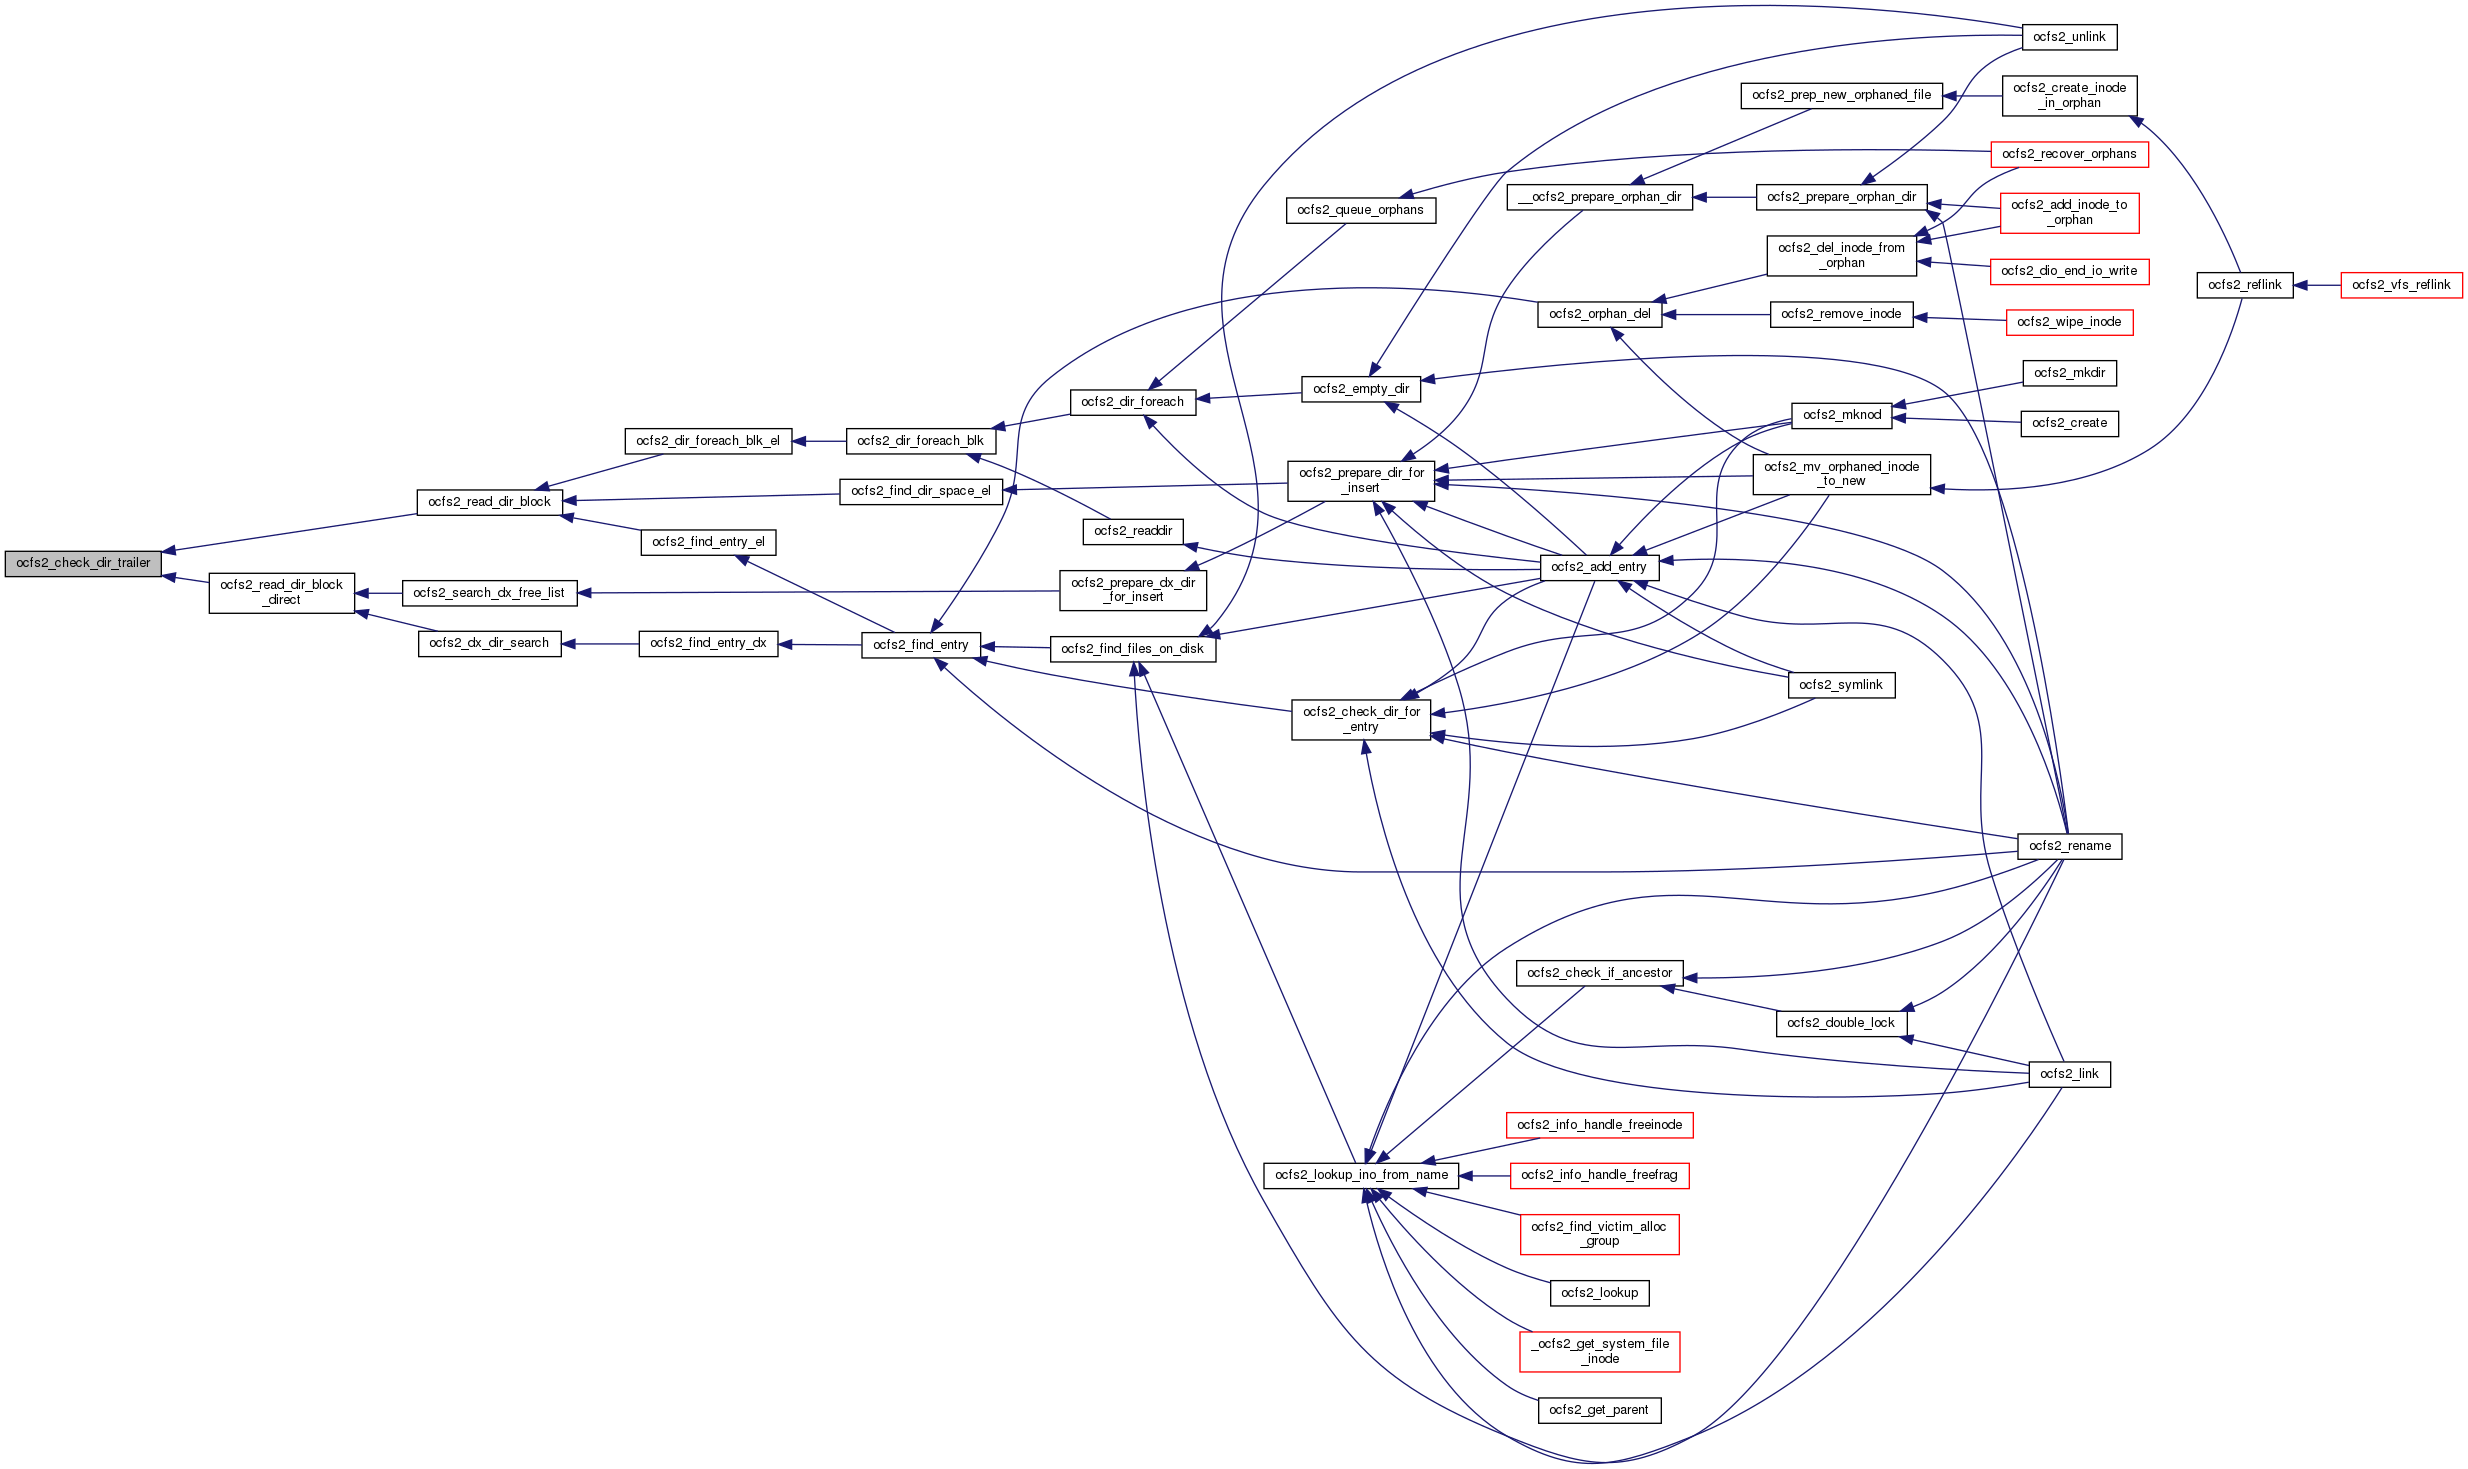 ocfs2_check_dir_trailer
ocfs2_read_dir_block
ocfs2_read_dir_block
_direct
ocfs2_dir_foreach_blk_el
ocfs2_find_entry_el
ocfs2_search_dx_free_list
ocfs2_dx_dir_search
ocfs2_find_entry_dx
ocfs2_dir_foreach_blk
ocfs2_find_dir_space_el
ocfs2_find_entry
ocfs2_dir_foreach
ocfs2_readdir
ocfs2_prepare_dx_dir
_for_insert
ocfs2_find_files_on_disk
ocfs2_queue_orphans
ocfs2_empty_dir
ocfs2_prepare_dir_for
_insert
ocfs2_check_dir_for
_entry
ocfs2_lookup_ino_from_name
__ocfs2_prepare_orphan_dir
ocfs2_orphan_del
ocfs2_add_entry
ocfs2_check_if_ancestor
ocfs2_info_handle_freeinode
ocfs2_info_handle_freefrag
ocfs2_find_victim_alloc
_group
ocfs2_lookup
_ocfs2_get_system_file
_inode
ocfs2_get_parent
ocfs2_prep_new_orphaned_file
ocfs2_prepare_orphan_dir
ocfs2_del_inode_from
_orphan
ocfs2_remove_inode
ocfs2_mknod
ocfs2_mv_orphaned_inode
_to_new
ocfs2_symlink
ocfs2_double_lock
ocfs2_unlink
ocfs2_create_inode
_in_orphan
ocfs2_recover_orphans
ocfs2_add_inode_to
_orphan
ocfs2_dio_end_io_write
ocfs2_wipe_inode
ocfs2_mkdir
ocfs2_create
ocfs2_rename
ocfs2_link
ocfs2_reflink
ocfs2_vfs_reflink